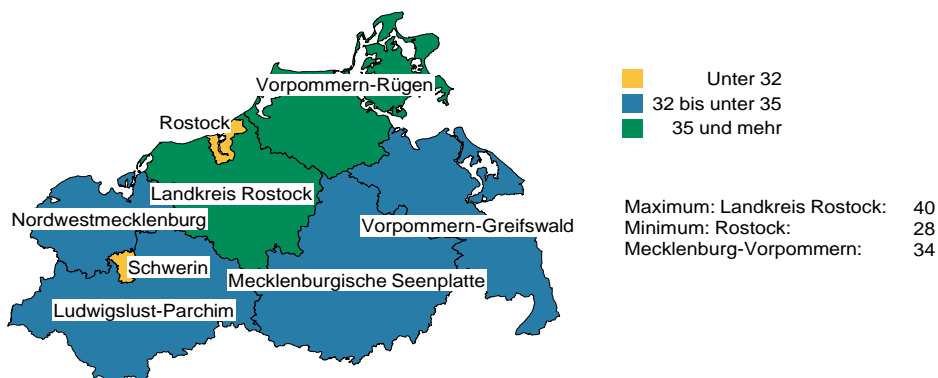 Vorpommern-Rügen
Rostock
Landkreis Rostock
Nordwestmecklenburg
Vorpommern-Greifswald
Schwerin
Mecklenburgische Seenplatte
Ludwigslust-Parchim
Unter 32
32 bis unter 35
35 und mehr
Maximum: Landkreis Rostock: 40
Minimum: Rostock: 28
Mecklenburg-Vorpommern: 34